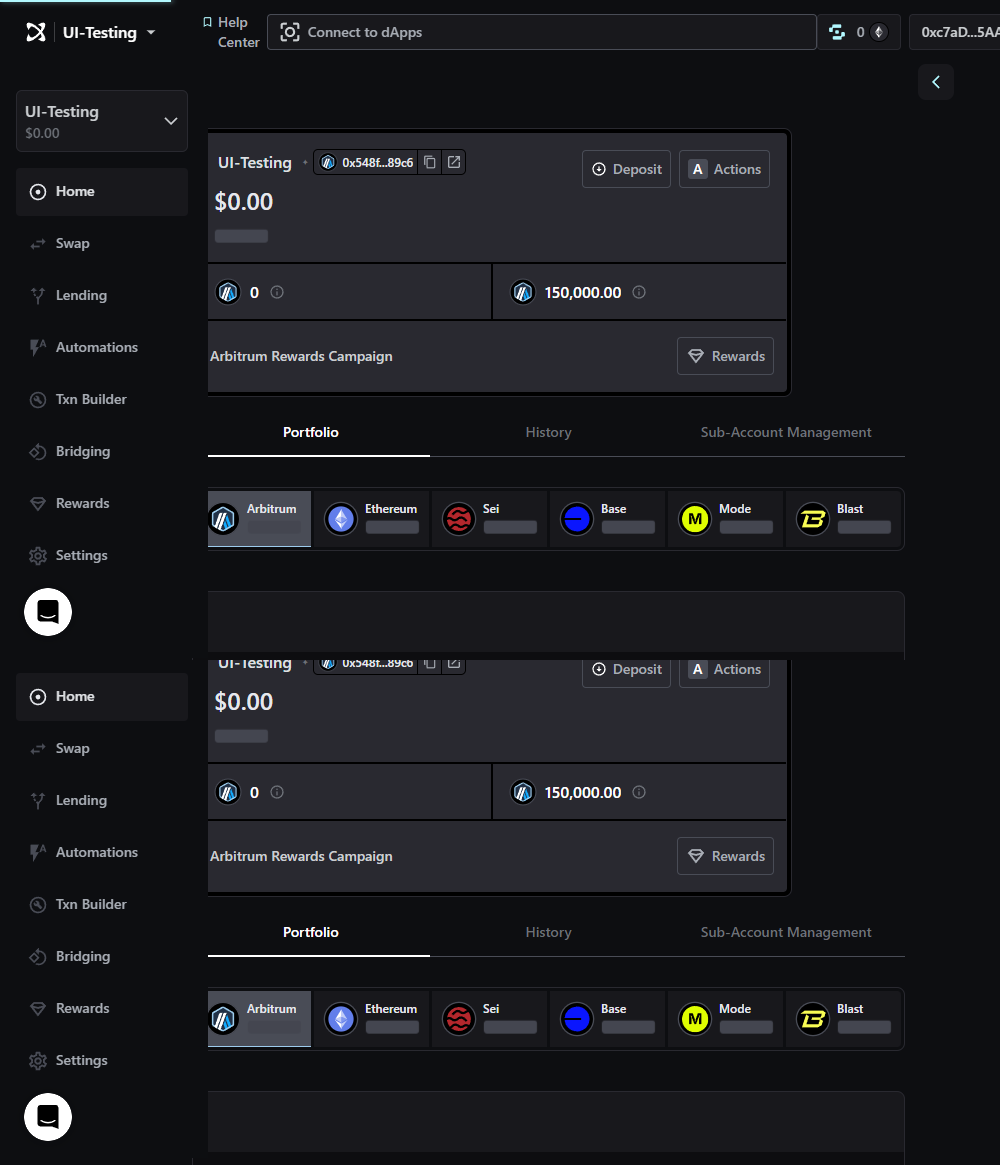 UI-Testing
Help
Center
Connect to dApps
0
0xc7aD...5AA
UI-Testing
$0.00
Home
Swap
Lending
Automations
Txn Builder
Bridging
Rewards
Settings
UI-Testing
0x548f...89c6
Deposit
A Actions
$0.00
0
150,000.00
Arbitrum Rewards Campaign
Rewards
Portfolio
History
Sub-Account Management
Arbitrum
Ethereum
Sei
Base
M
Mode
B
Blast
UI-Testing
0x548f...89c6
Deposit
A Actions
Home
Swap
Lending
Automations
Txn Builder
Bridging
Rewards
Settings
$0.00
0
150,000.00
Arbitrum Rewards Campaign
Rewards
Portfolio
History
Sub-Account Management
Arbitrum
Ethereum
Sei
Base
M
Mode
B
Blast